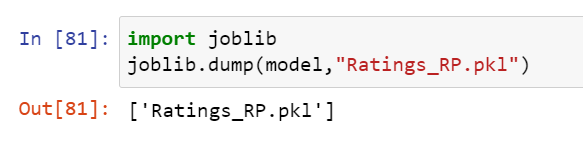 In [81]: import joblib
joblib.dump(model,"Ratings_RP.pkl")
Out[81]: ['Ratings_RP.pkl']